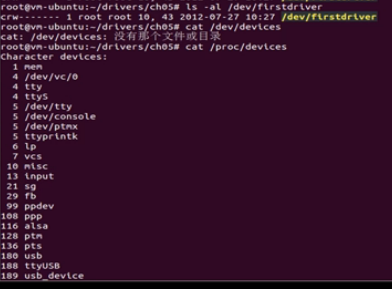 root@vm-ubuntu:~/drivers/ch05# ls -al /dev/firstdriver
crw------- 1 root root 10, 43 2012-07-27 10:27 /dev/firstdriver
root@vm-ubuntu:~/drivers/ch05# cat /dev/devices
cat: /dev/devices: 没有那个文件或目录
root@vm-ubuntu:~/drivers/ch05# cat /proc/devices
Character devices:
1 mem
4 /dev/vc/0
4 tty
4 ttyS
5 /dev/tty
5 /dev/console
5 /dev/ptmx
5 ttyprintk
6 lp
7 vcs
10 misc
13 input
21 sg
29 fb
99 ppdev
108 ppp
116 alsa
128 ptm
136 pts
180 usb
188 ttyUSB
189 usb_device